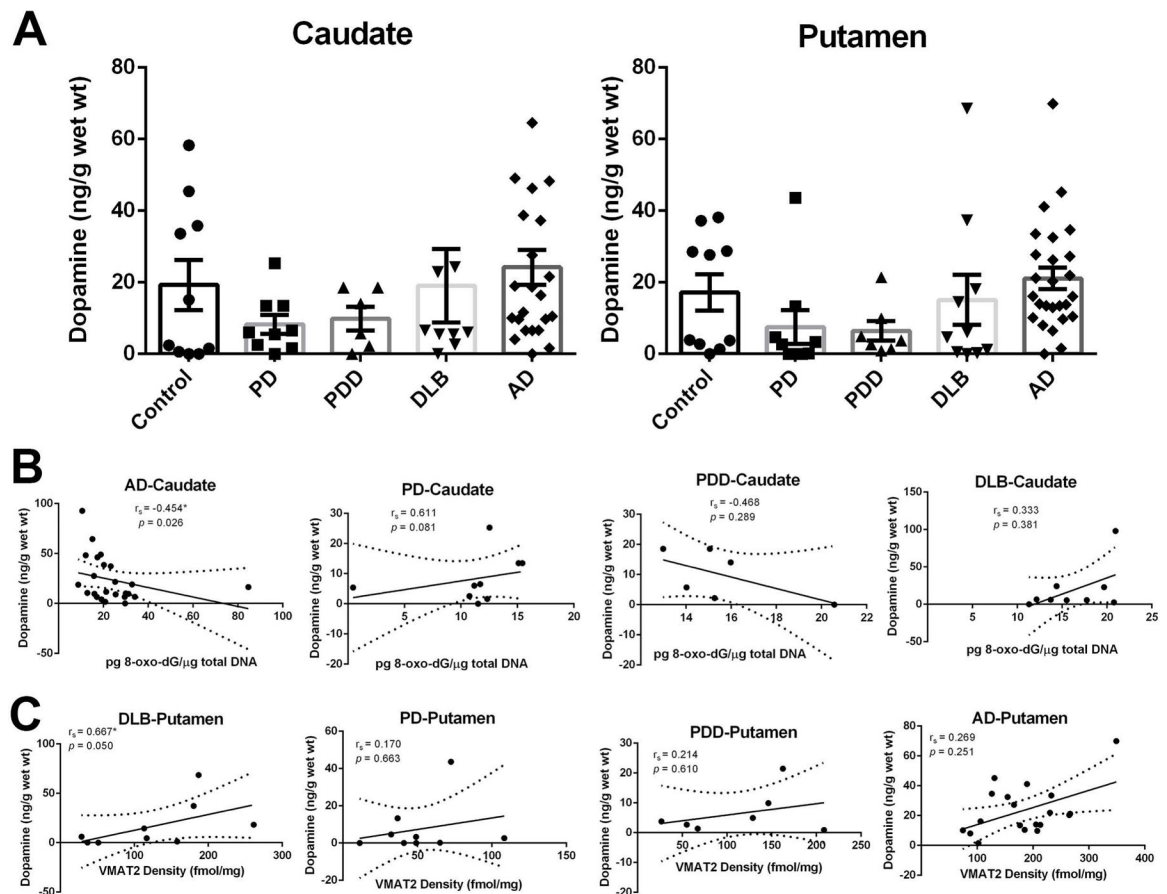 A
Caudate
Putamen
Dopamine (ng/g wet wt)
80
60
40
20
0
Control
PD
PDD
DLB
AD
Dopamine (ng/g wet wt)
80
60
40
20
0
Control
PD
PDD
DLB
AD
B
AD-Caudate
rs = -0.454*
p = 0.026
Dopamine (ng/g wet wt)
100
50
0
-50
20
40
60
80
100
pg 8-oxo-dG/μg total DNA
PD-Caudate
rs = 0.611
p = 0.081
Dopamine (ng/g wet wt)
30
20
10
0
-10
-20
5
10
15
20
pg 8-oxo-dG/μg total DNA
PDD-Caudate
rs = -0.468
p = 0.289
Dopamine (ng/g wet wt)
30
20
10
0
-10
-20
14
16
18
20
22
pg 8-oxo-dG/μg total DNA
DLB-Caudate
rs = 0.333
p = 0.381
Dopamine (ng/g wet wt)
150
100
50
0
-50
5
10
15
20
25
pg 8-oxo-dG/μg total DNA
C
DLB-Putamen
rs = 0.667*
p = 0.050
Dopamine (ng/g wet wt)
100
50
0
-50
100
200
300
VMAT2 Density (fmol/mg)
PD-Putamen
rs = 0.170
p = 0.663
Dopamine (ng/g wet wt)
60
40
20
0
-20
50
100
150
VMAT2 Density (fmol/mg)
PDD-Putamen
rs = 0.214
p = 0.610
Dopamine (ng/g wet wt)
30
20
10
0
-10
-20
50
100
150
200
250
VMAT2 Density (fmol/mg)
AD-Putamen
rs = 0.269
p = 0.251
Dopamine (ng/g wet wt)
80
60
40
20
0
-20
100
200
300
400
VMAT2 Density (fmol/mg)